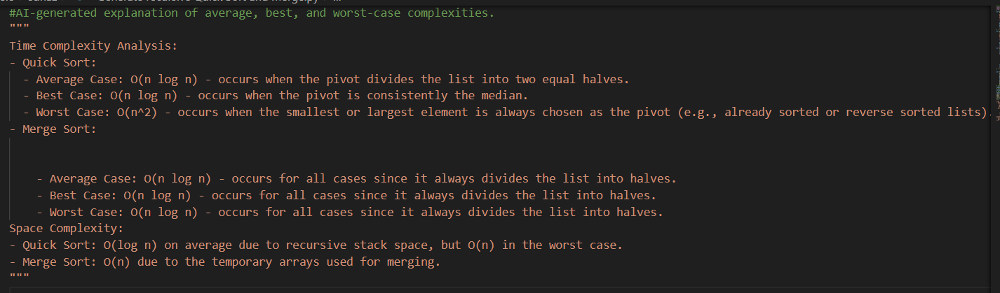 #AI-generated explanation of average, best, and worst-case complexities.
"""
Time Complexity Analysis:
- Quick Sort:
  - Average Case: O(n log n) - occurs when the pivot divides the list into two equal halves.
  - Best Case: O(n log n) - occurs when the pivot is consistently the median.
  - Worst Case: O(n^2) - occurs when the smallest or largest element is always chosen as the pivot (e.g., already sorted or reverse sorted lists).
- Merge Sort:
    - Average Case: O(n log n) - occurs for all cases since it always divides the list into halves.
    - Best Case: O(n log n) - occurs for all cases since it always divides the list into halves.
    - Worst Case: O(n log n) - occurs for all cases since it always divides the list into halves.
Space Complexity:
- Quick Sort: O(log n) on average due to recursive stack space, but O(n) in the worst case.
- Merge Sort: O(n) due to the temporary arrays used for merging.
"""